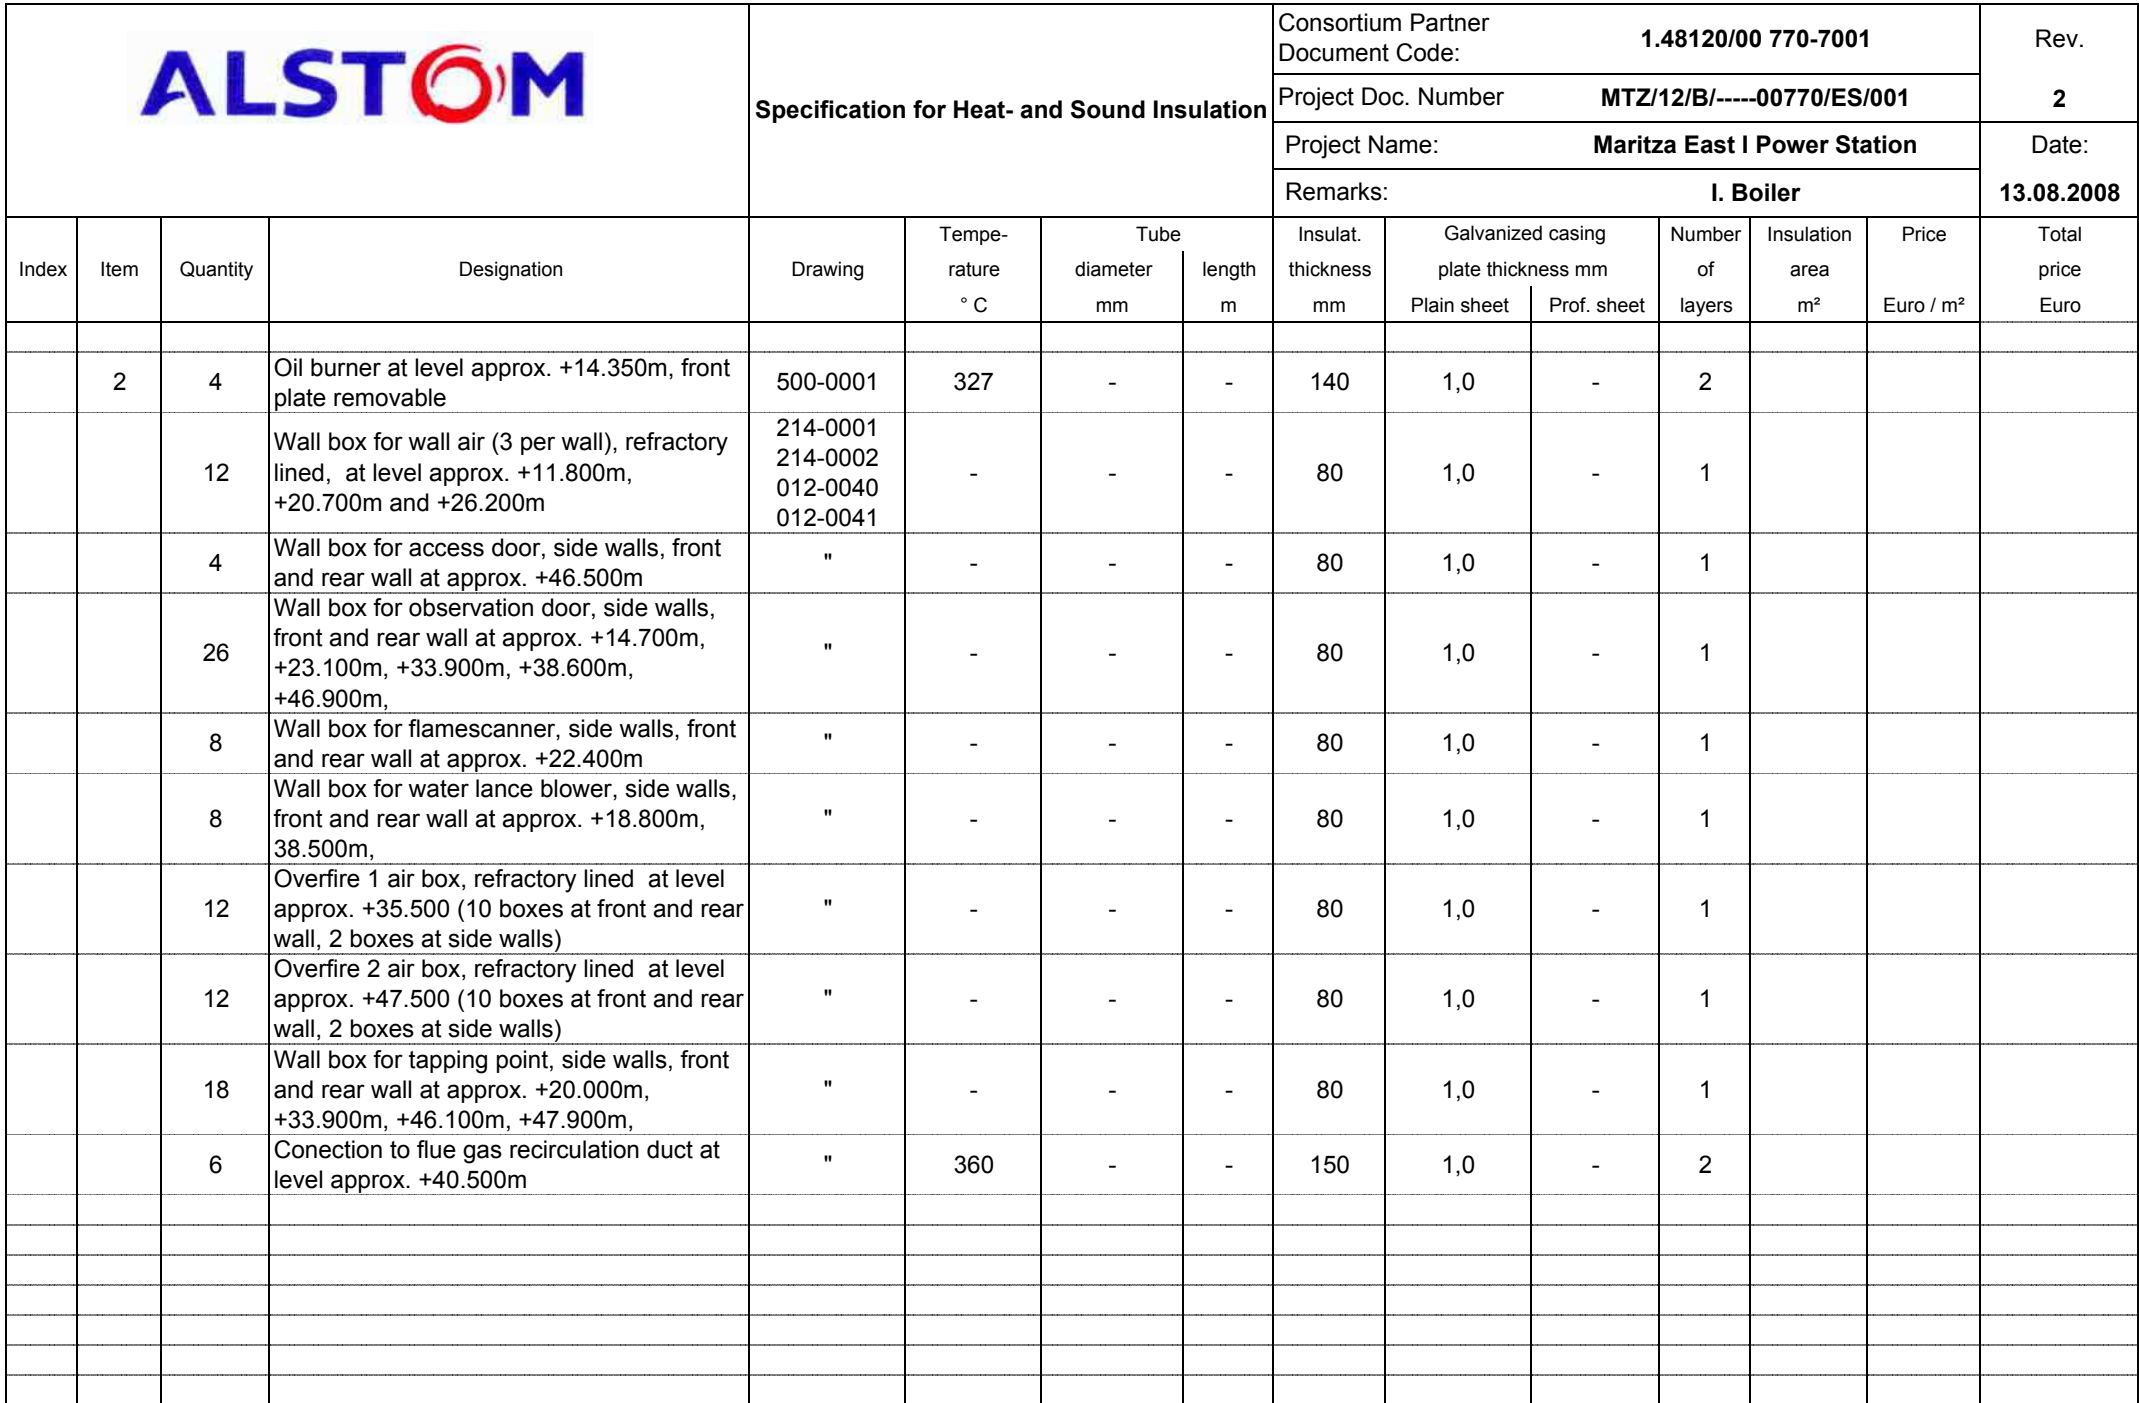 ALSTOM
Specification for Heat- and Sound Insulation
Consortium Partner
Document Code:
1.48120/00 770-7001
Rev.
Project Doc. Number
MTZ/12/B/-----00770/ES/001
2
Project Name:
Maritza East I Power Station
Date:
Remarks:
I. Boiler
13.08.2008
Index
Item
Quantity
Designation
Drawing
Tempe-
rature
° C
Tube
diameter
mm
length
m
Insulat.
thickness
mm
Galvanized casing
plate thickness mm
Plain sheet
Prof. sheet
Number
of
layers
Insulation
area
m²
Price
Euro / m²
Total
price
Euro
2
4
Oil burner at level approx. +14.350m, front
plate removable
500-0001
327
-
-
140
1,0
-
2
12
Wall box for wall air (3 per wall), refractory
lined,  at level approx. +11.800m,
+20.700m and +26.200m
214-0001
214-0002
012-0040
012-0041
-
-
-
80
1,0
-
1
4
Wall box for access door, side walls, front
and rear wall at approx. +46.500m
"
-
-
-
80
1,0
-
1
26
Wall box for observation door, side walls,
front and rear wall at approx. +14.700m,
+23.100m, +33.900m, +38.600m,
+46.900m,
"
-
-
-
80
1,0
-
1
8
Wall box for flamescanner, side walls, front
and rear wall at approx. +22.400m
"
-
-
-
80
1,0
-
1
8
Wall box for water lance blower, side walls,
front and rear wall at approx. +18.800m,
38.500m,
"
-
-
-
80
1,0
-
1
12
Overfire 1 air box, refractory lined  at level
approx. +35.500 (10 boxes at front and rear
wall, 2 boxes at side walls)
"
-
-
-
80
1,0
-
1
12
Overfire 2 air box, refractory lined  at level
approx. +47.500 (10 boxes at front and rear
wall, 2 boxes at side walls)
"
-
-
-
80
1,0
-
1
18
Wall box for tapping point, side walls, front
and rear wall at approx. +20.000m,
+33.900m, +46.100m, +47.900m,
"
-
-
-
80
1,0
-
1
6
Conection to flue gas recirculation duct at
level approx. +40.500m
"
360
-
-
150
1,0
-
2